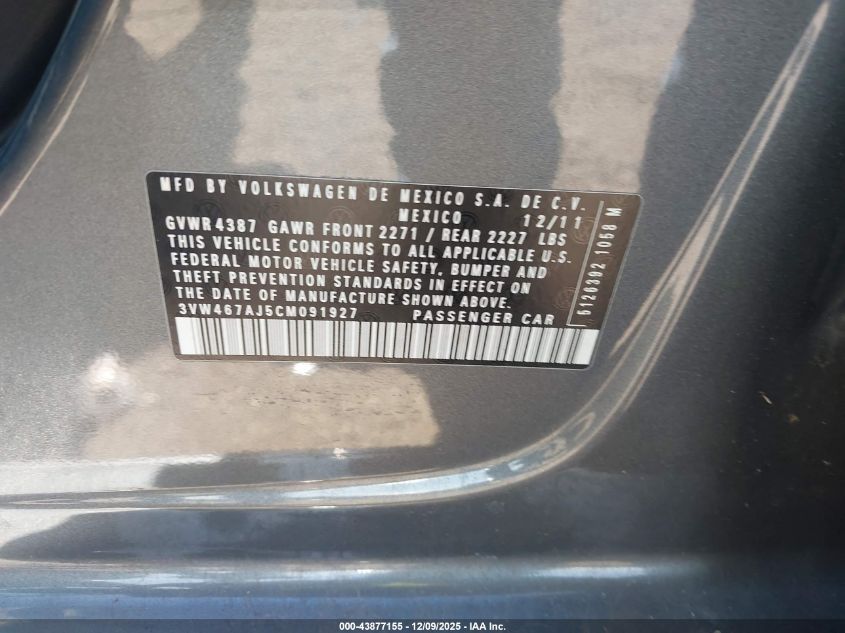 MFD BY VOLKSWAGEN DE MEXICO S.A. DE C.V.
MEXICO 12/11
GVWR 4387 GAWR FRONT 2271 / REAR 2227 LBS
THIS VEHICLE CONFORMS TO ALL APPLICABLE U.S.
FEDERAL MOTOR VEHICLE SAFETY, BUMPER AND
THEFT PREVENTION STANDARDS IN EFFECT ON
THE DATE OF MANUFACTURE SHOWN ABOVE.
3VW467AJ5CM091927 PASSENGER CAR
6126392 1058 M
000-43877155 - 12/09/2025 - IAA Inc.